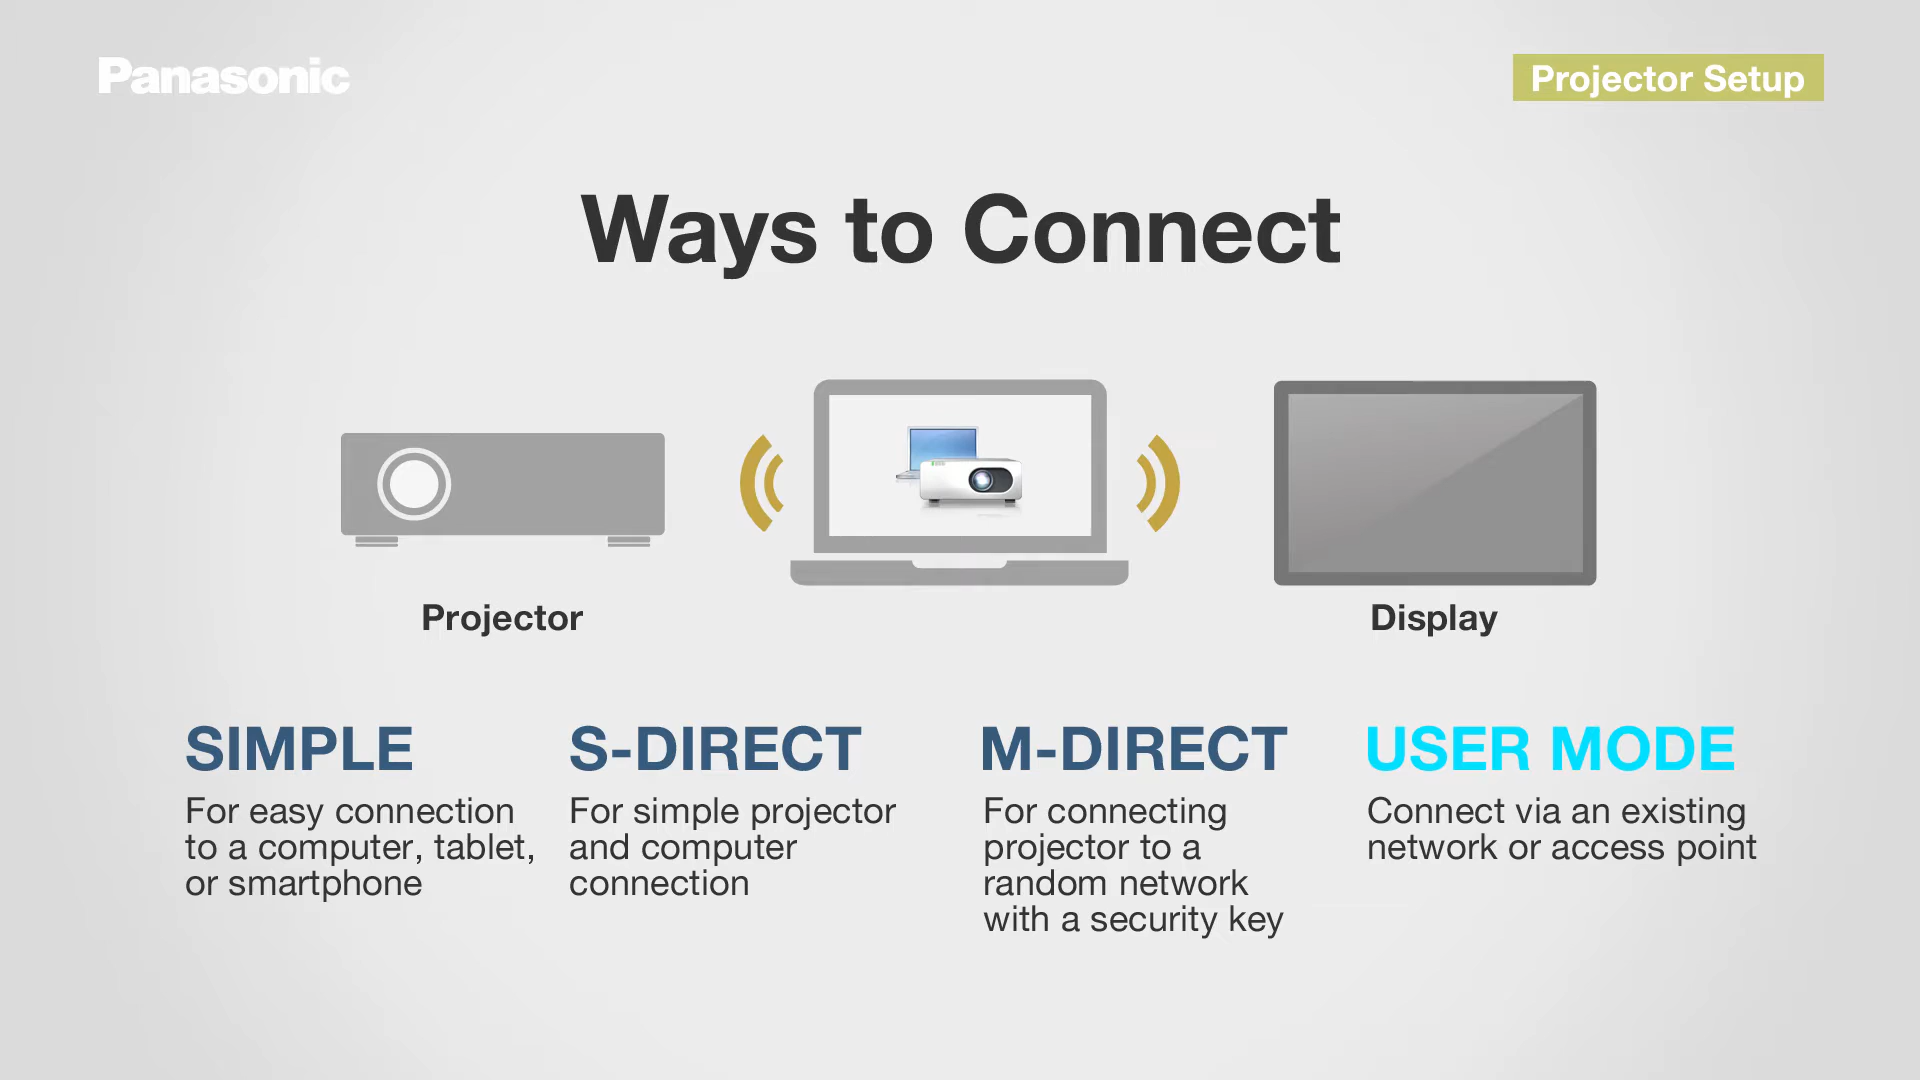 Panasonic
Projector Setup
Ways to Connect
Projector
Display
SIMPLE
For easy connection
to a computer, tablet,
or smartphone
S-DIRECT
For simple projector
and computer
connection
M-DIRECT
For connecting
projector to a
random network
with a security key
USER MODE
Connect via an existing
network or access point